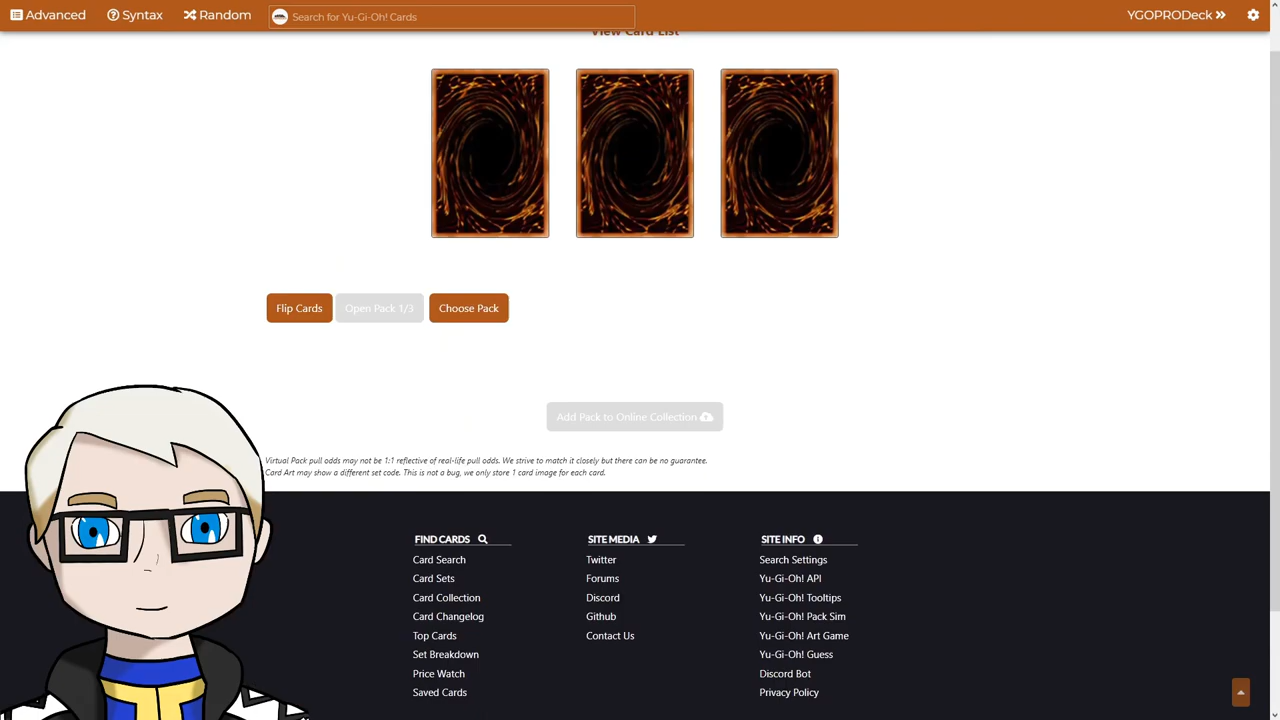 Advanced Syntax Random Search for Yu-Gi-Oh! Cards YGOPRODeck
View Card List
Flip Cards Open Pack 1/3 Choose Pack
Add Pack to Online Collection
Virtual Pack pull odds may not be 1:1 reflective of real-life pull odds. We strive to match it closely but there can be no guarantee.
Card Art may show a different set code. This is not a bug, we only store 1 card image for each card.
FIND CARDS
Card Search
Card Sets
Card Collection
Card Changelog
Top Cards
Set Breakdown
Price Watch
Saved Cards
SITE MEDIA
Twitter
Forums
Discord
Github
Contact Us
SITE INFO
Search Settings
Yu-Gi-Oh! API
Yu-Gi-Oh! Tooltips
Yu-Gi-Oh! Pack Sim
Yu-Gi-Oh! Art Game
Yu-Gi-Oh! Guess
Discord Bot
Privacy Policy